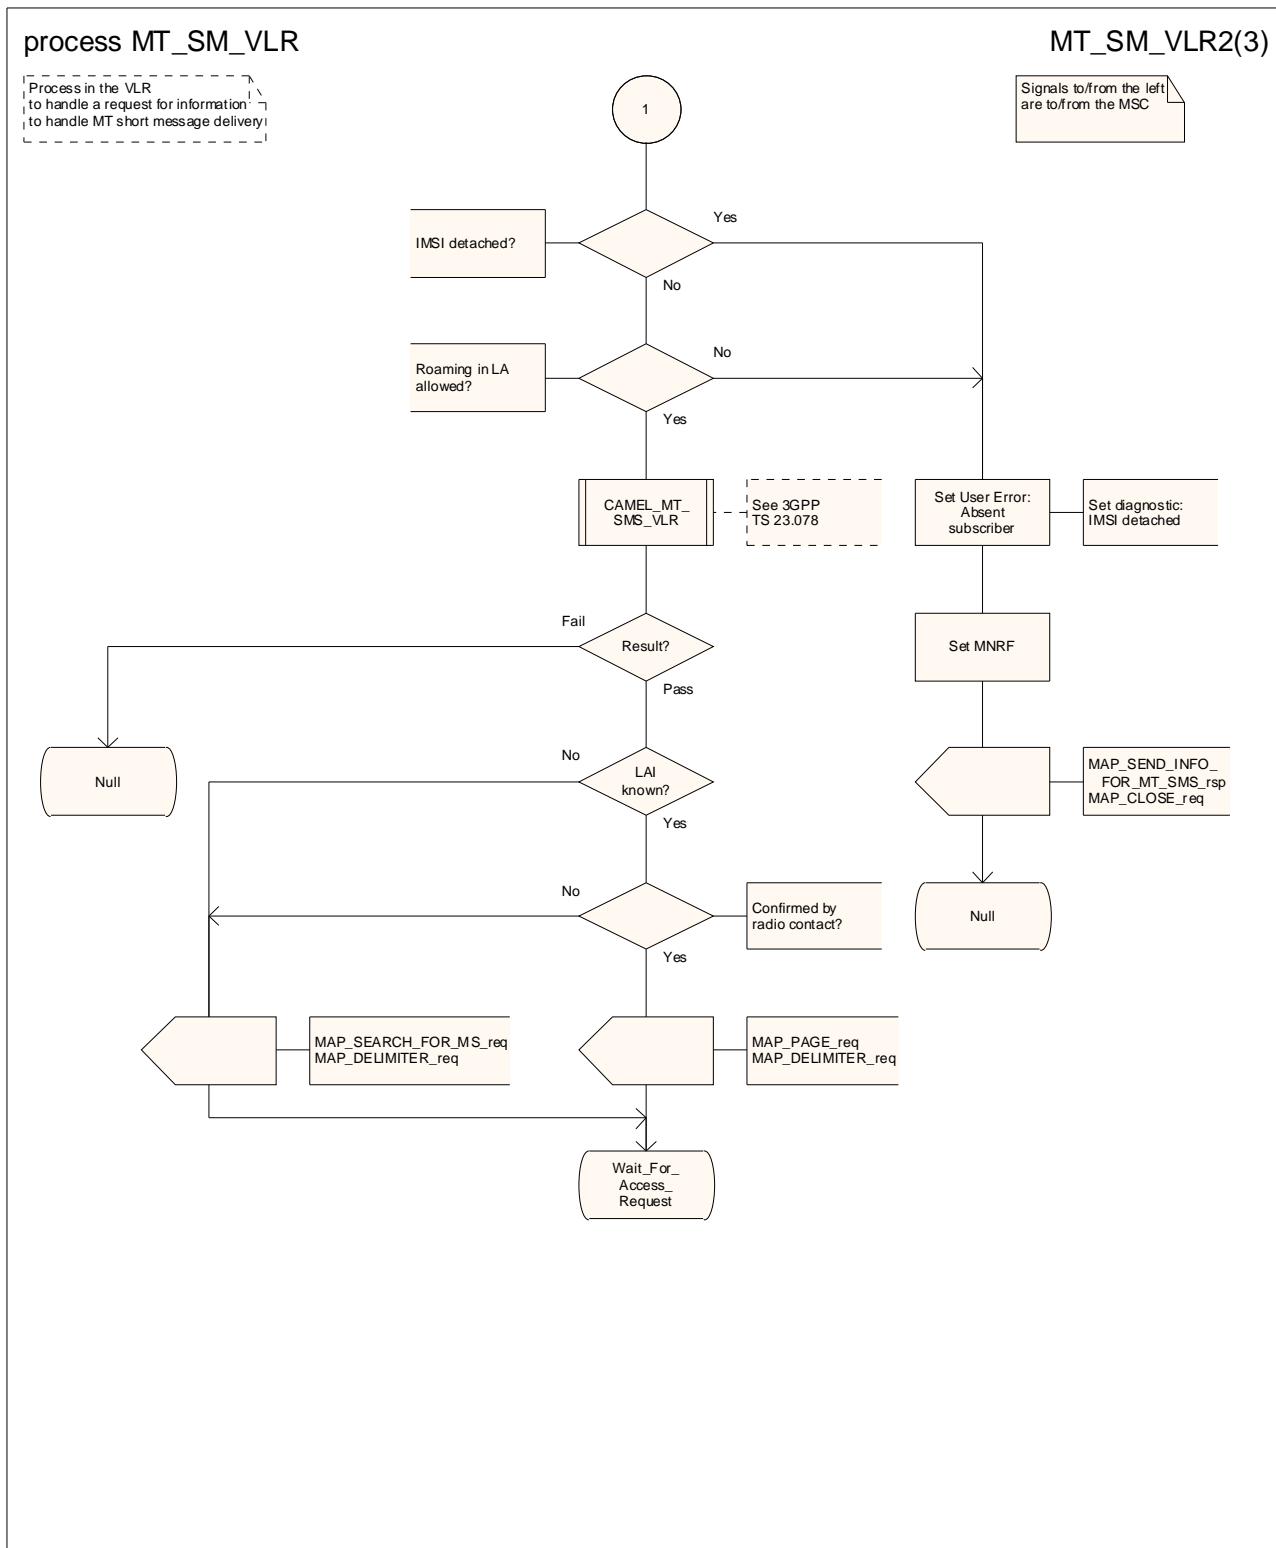 process MT_SM_VLR
MT_SM_VLR2(3)
Process in the VLR
to handle a request for information
to handle MT short message delivery
Signals to/from the left
are to/from the MSC
1
Yes
IMSI detached?
No
No
Roaming in LA
allowed?
Yes
CAMEL_MT_
SMS_VLR
See 3GPP
TS 23.078
Set User Error:
Absent
subscriber
Set diagnostic:
IMSI detached
Fail
Result?
Set MNRF
Pass
No
LAI
known?
Null
MAP_SEND_INFO_
FOR_MT_SMS_rsp
MAP_CLOSE_req
Yes
No
Confirmed by
radio contact?
Null
Yes
MAP_SEARCH_FOR_MS_req
MAP_DELIMITER_req
MAP_PAGE_req
MAP_DELIMITER_req
Wait_For_
Access_
Request